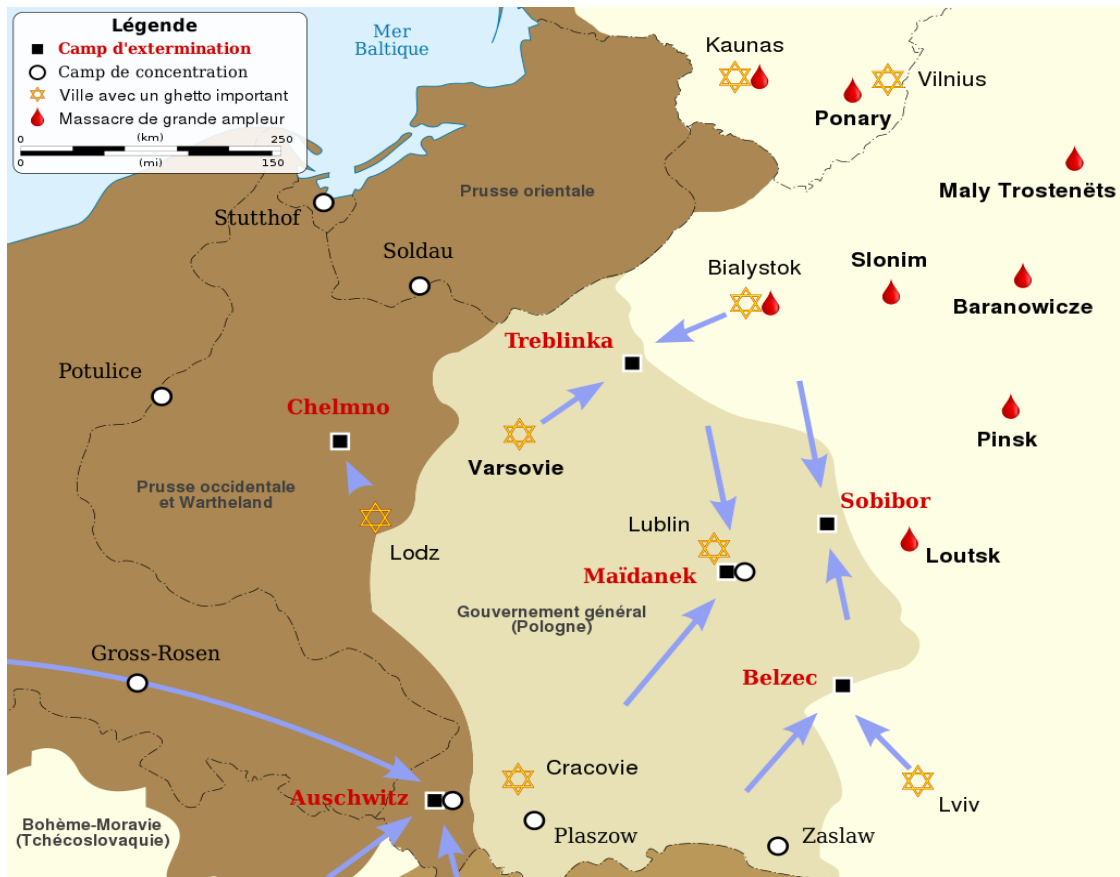 Légende
Camp d'extermination
Camp de concentration
Ville avec un ghetto important
Massacre de grande ampleur
0 (km) 250
0 (mi) 150
Mer
Baltique
Kaunas
Vilnius
Ponary
Maly Trostenëts
Prusse orientale
Stutthof
Soldau
Bialystok
Slonim
Baranowicze
Treblinka
Potulice
Chelmno
Varsovie
Pinsk
Prusse occidentale
et Wartheland
Sobibor
Lodz
Lublin
Loutsk
Maïdanek
Gouvernement général
(Pologne)
Gross-Rosen
Belzec
Cracovie
Auschwitz
Lviv
Bohème-Moravie
(Tchécoslovaquie)
Plaszow
Zaslaw